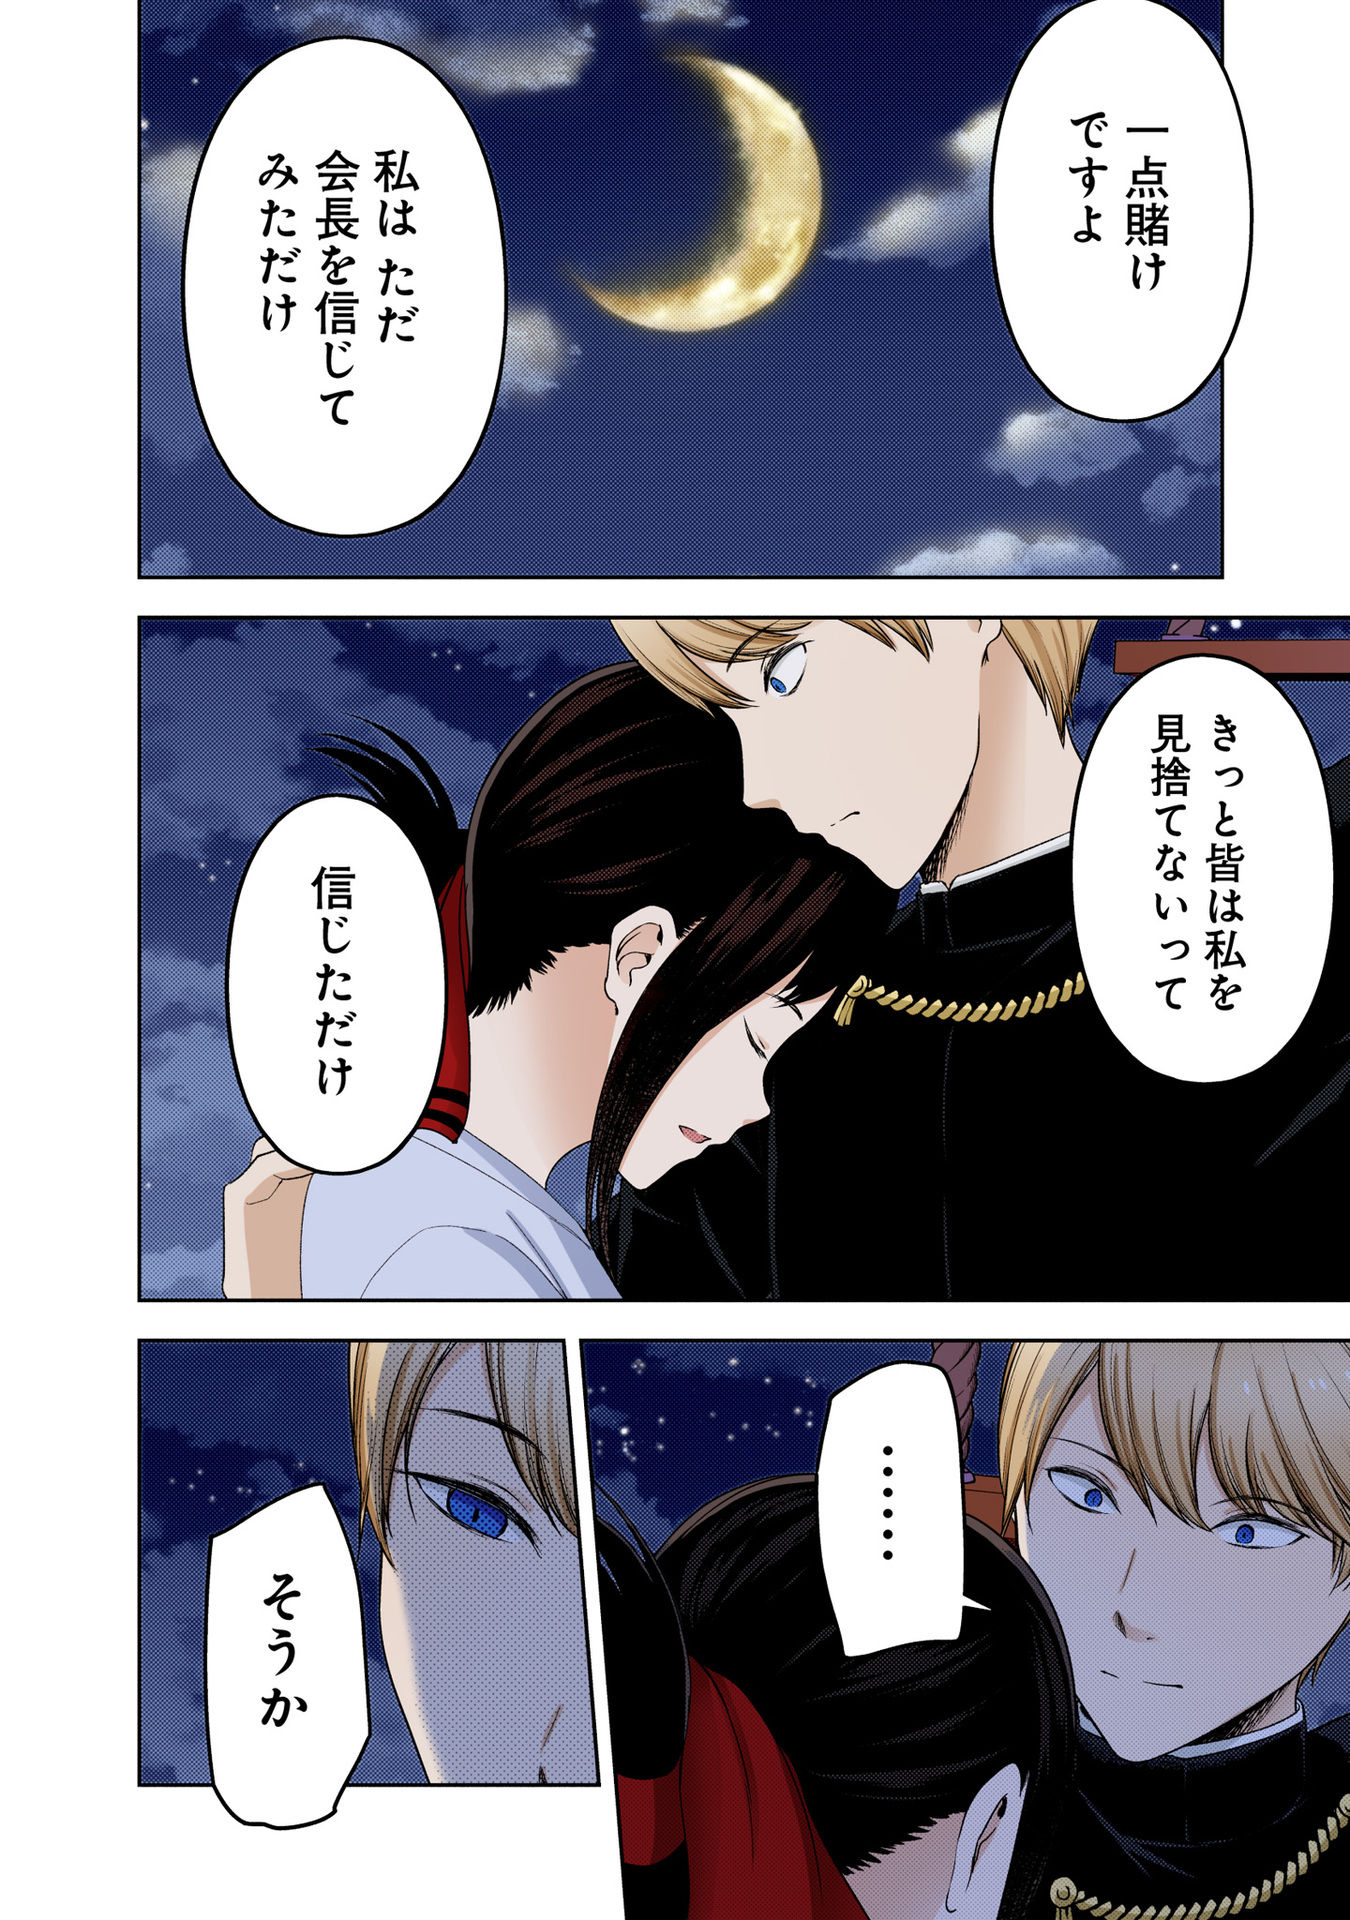 一点賭け
ですよ
私は ただ
会長を信じて
みただけ
きっと皆は私を
見捨てないって
信じただけ
………
そうか